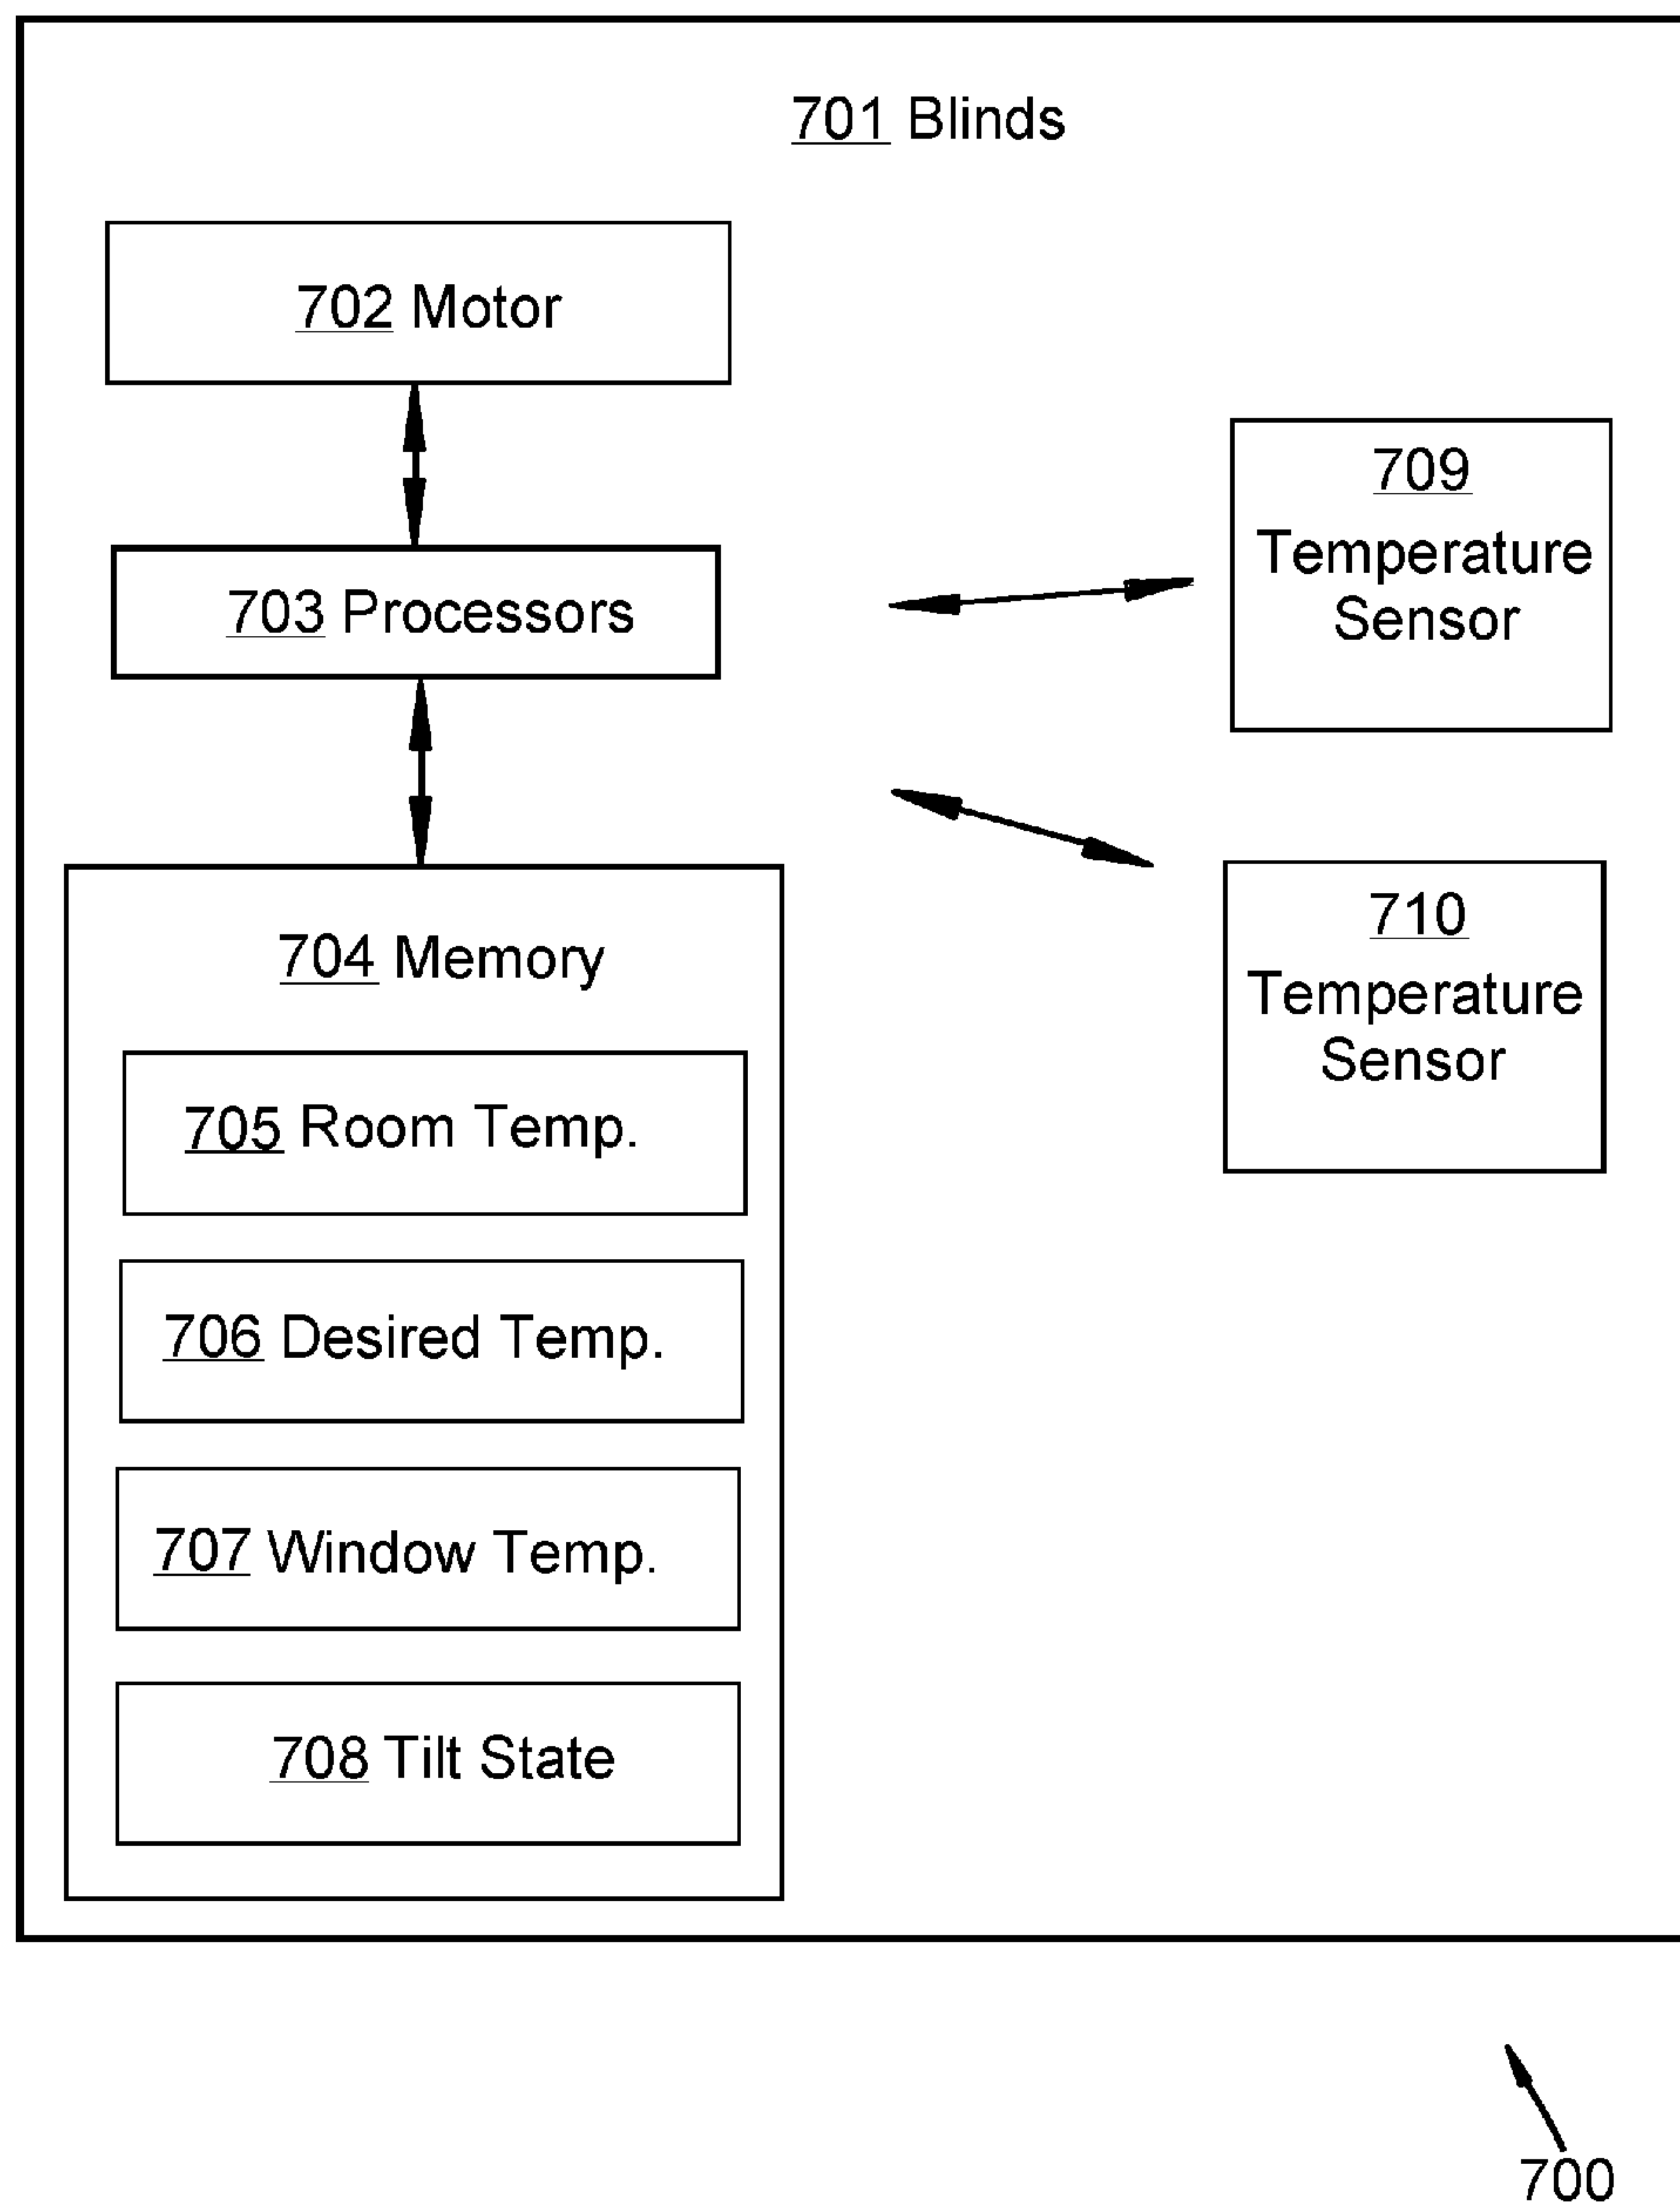 701 Blinds
702 Motor
703 Processors
709
Temperature
Sensor
710
Temperature
Sensor
704 Memory
705 Room Temp.
706 Desired Temp.
707 Window Temp.
708 Tilt State
700